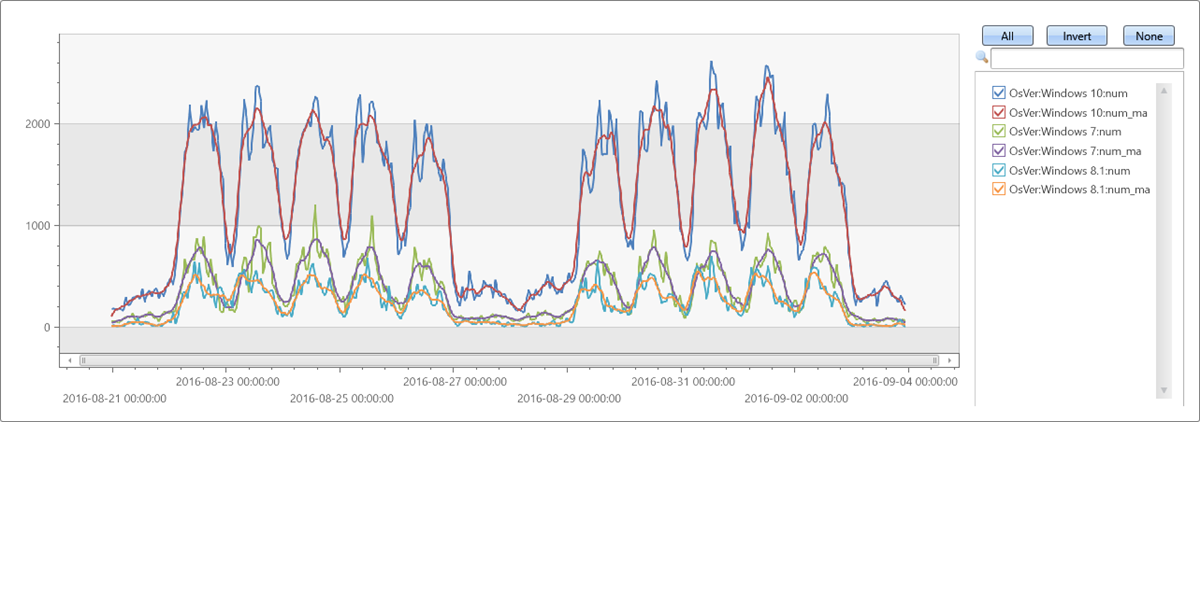 All Invert None
OsVer:Windows 10:num
OsVer:Windows 10:num_ma
OsVer:Windows 7:num
OsVer:Windows 7:num_ma
OsVer:Windows 8.1:num
OsVer:Windows 8.1:num_ma
2000
1000
0
2016-08-23 00:00:00 2016-08-27 00:00:00 2016-08-31 00:00:00 2016-09-04 00:00:00
2016-08-21 00:00:00 2016-08-25 00:00:00 2016-08-29 00:00:00 2016-09-02 00:00:00